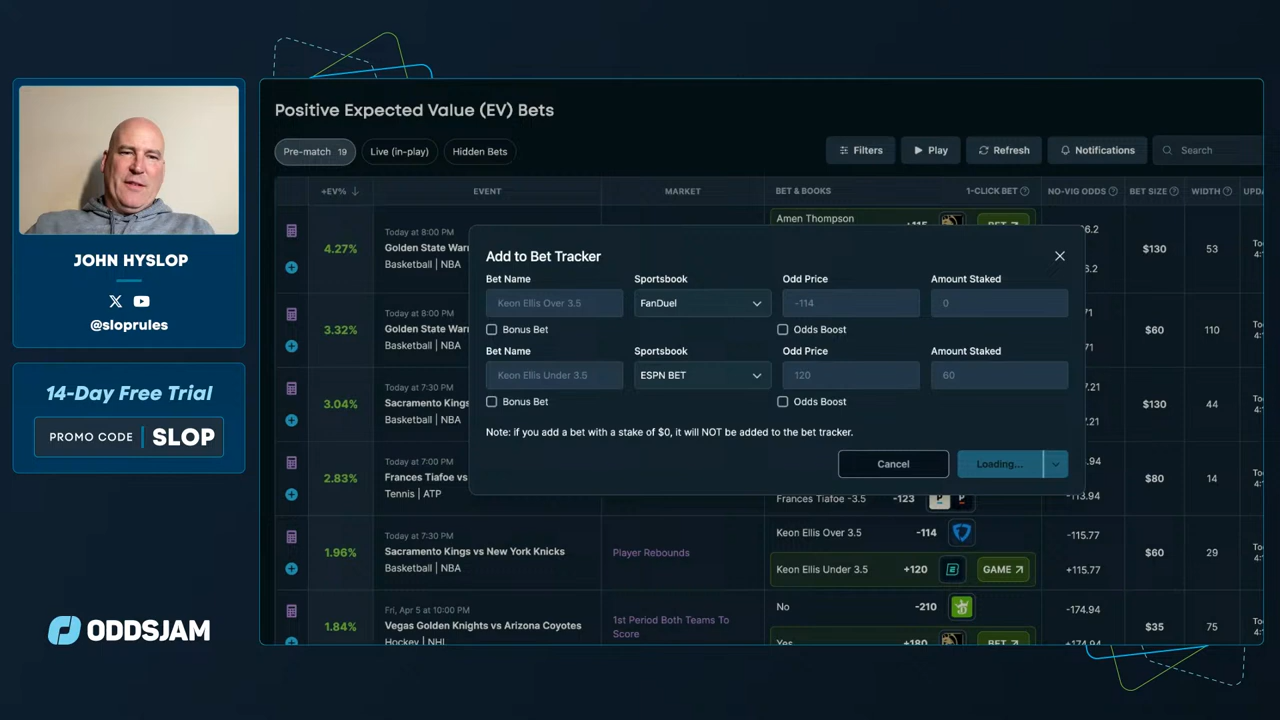 JOHN HYSLOP
@sloprules
14-Day Free Trial
PROMO CODE SLOP
ODDSJAM
Positive Expected Value (EV) Bets
Pre-match 19 Live (in-play) Hidden Bets
Filters Play Refresh Notifications Search
+EV% EVENT MARKET BET & BOOKS 1-CLICK BET NO-VIG ODDS BET SIZE WIDTH
4.27%
Today at 8:00 PM
Golden State War
Basketball | NBA
Amen Thompson
$130 53
3.32%
Today at 8:00 PM
Golden State War
Basketball | NBA
$60 110
3.04%
Today at 7:30 PM
Sacramento Kings
Basketball | NBA
$130 44
2.83%
Today at 7:00 PM
Frances Tiafoe vs
Tennis | ATP
Frances Tiafoe -3.5 -123
$80 14
Add to Bet Tracker
Bet Name Sportsbook Odd Price Amount Staked
Keon Ellis Over 3.5 FanDuel -114 0
Bonus Bet Odds Boost
Bet Name Sportsbook Odd Price Amount Staked
Keon Ellis Under 3.5 ESPN BET 120 60
Bonus Bet Odds Boost
Note: if you add a bet with a stake of $0, it will NOT be added to the bet tracker.
Cancel Loading...
1.96%
Today at 7:30 PM
Sacramento Kings vs New York Knicks
Basketball | NBA
Player Rebounds
Keon Ellis Over 3.5 -114
Keon Ellis Under 3.5 +120 GAME
-115.77
+115.77
$60 29
1.84%
Fri, Apr 5 at 10:00 PM
Vegas Golden Knights vs Arizona Coyotes
Hockey | NHL
1st Period Both Teams To
Score
No -210
Yes +180 BET
-174.94
+174.94
$35 75